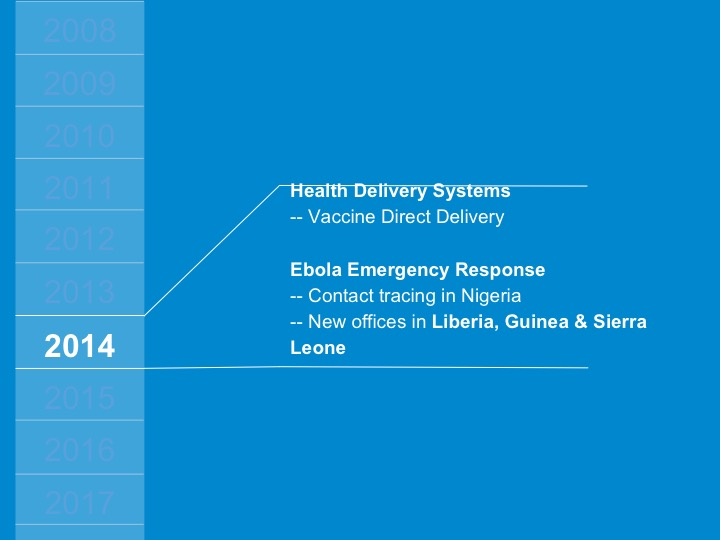 2008
2009
2010
2011
2012
2013
2014
2015
2016
2017
Health Delivery Systems
-- Vaccine Direct Delivery
Ebola Emergency Response
-- Contact tracing in Nigeria
-- New offices in Liberia, Guinea & Sierra
Leone